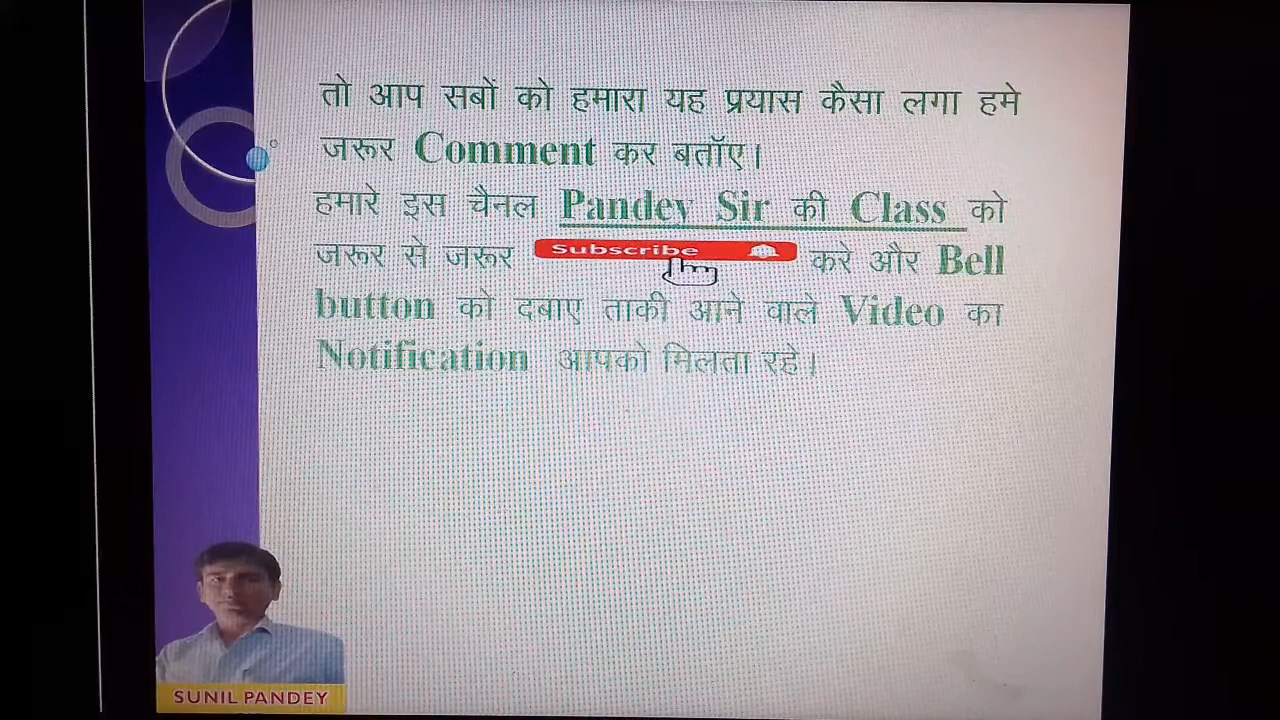 तो आप सबों को हमारा यह प्रयास कैसा लगा हमे
जरूर Comment कर बतॉए।
हमारे इस चैनल Pandey Sir की Class को
जरूर से जरूर Subscribe करे और Bell
button को दबाए ताकी आने वाले Video का
Notification आपको मिलता रहे।
SUNIL PANDEY